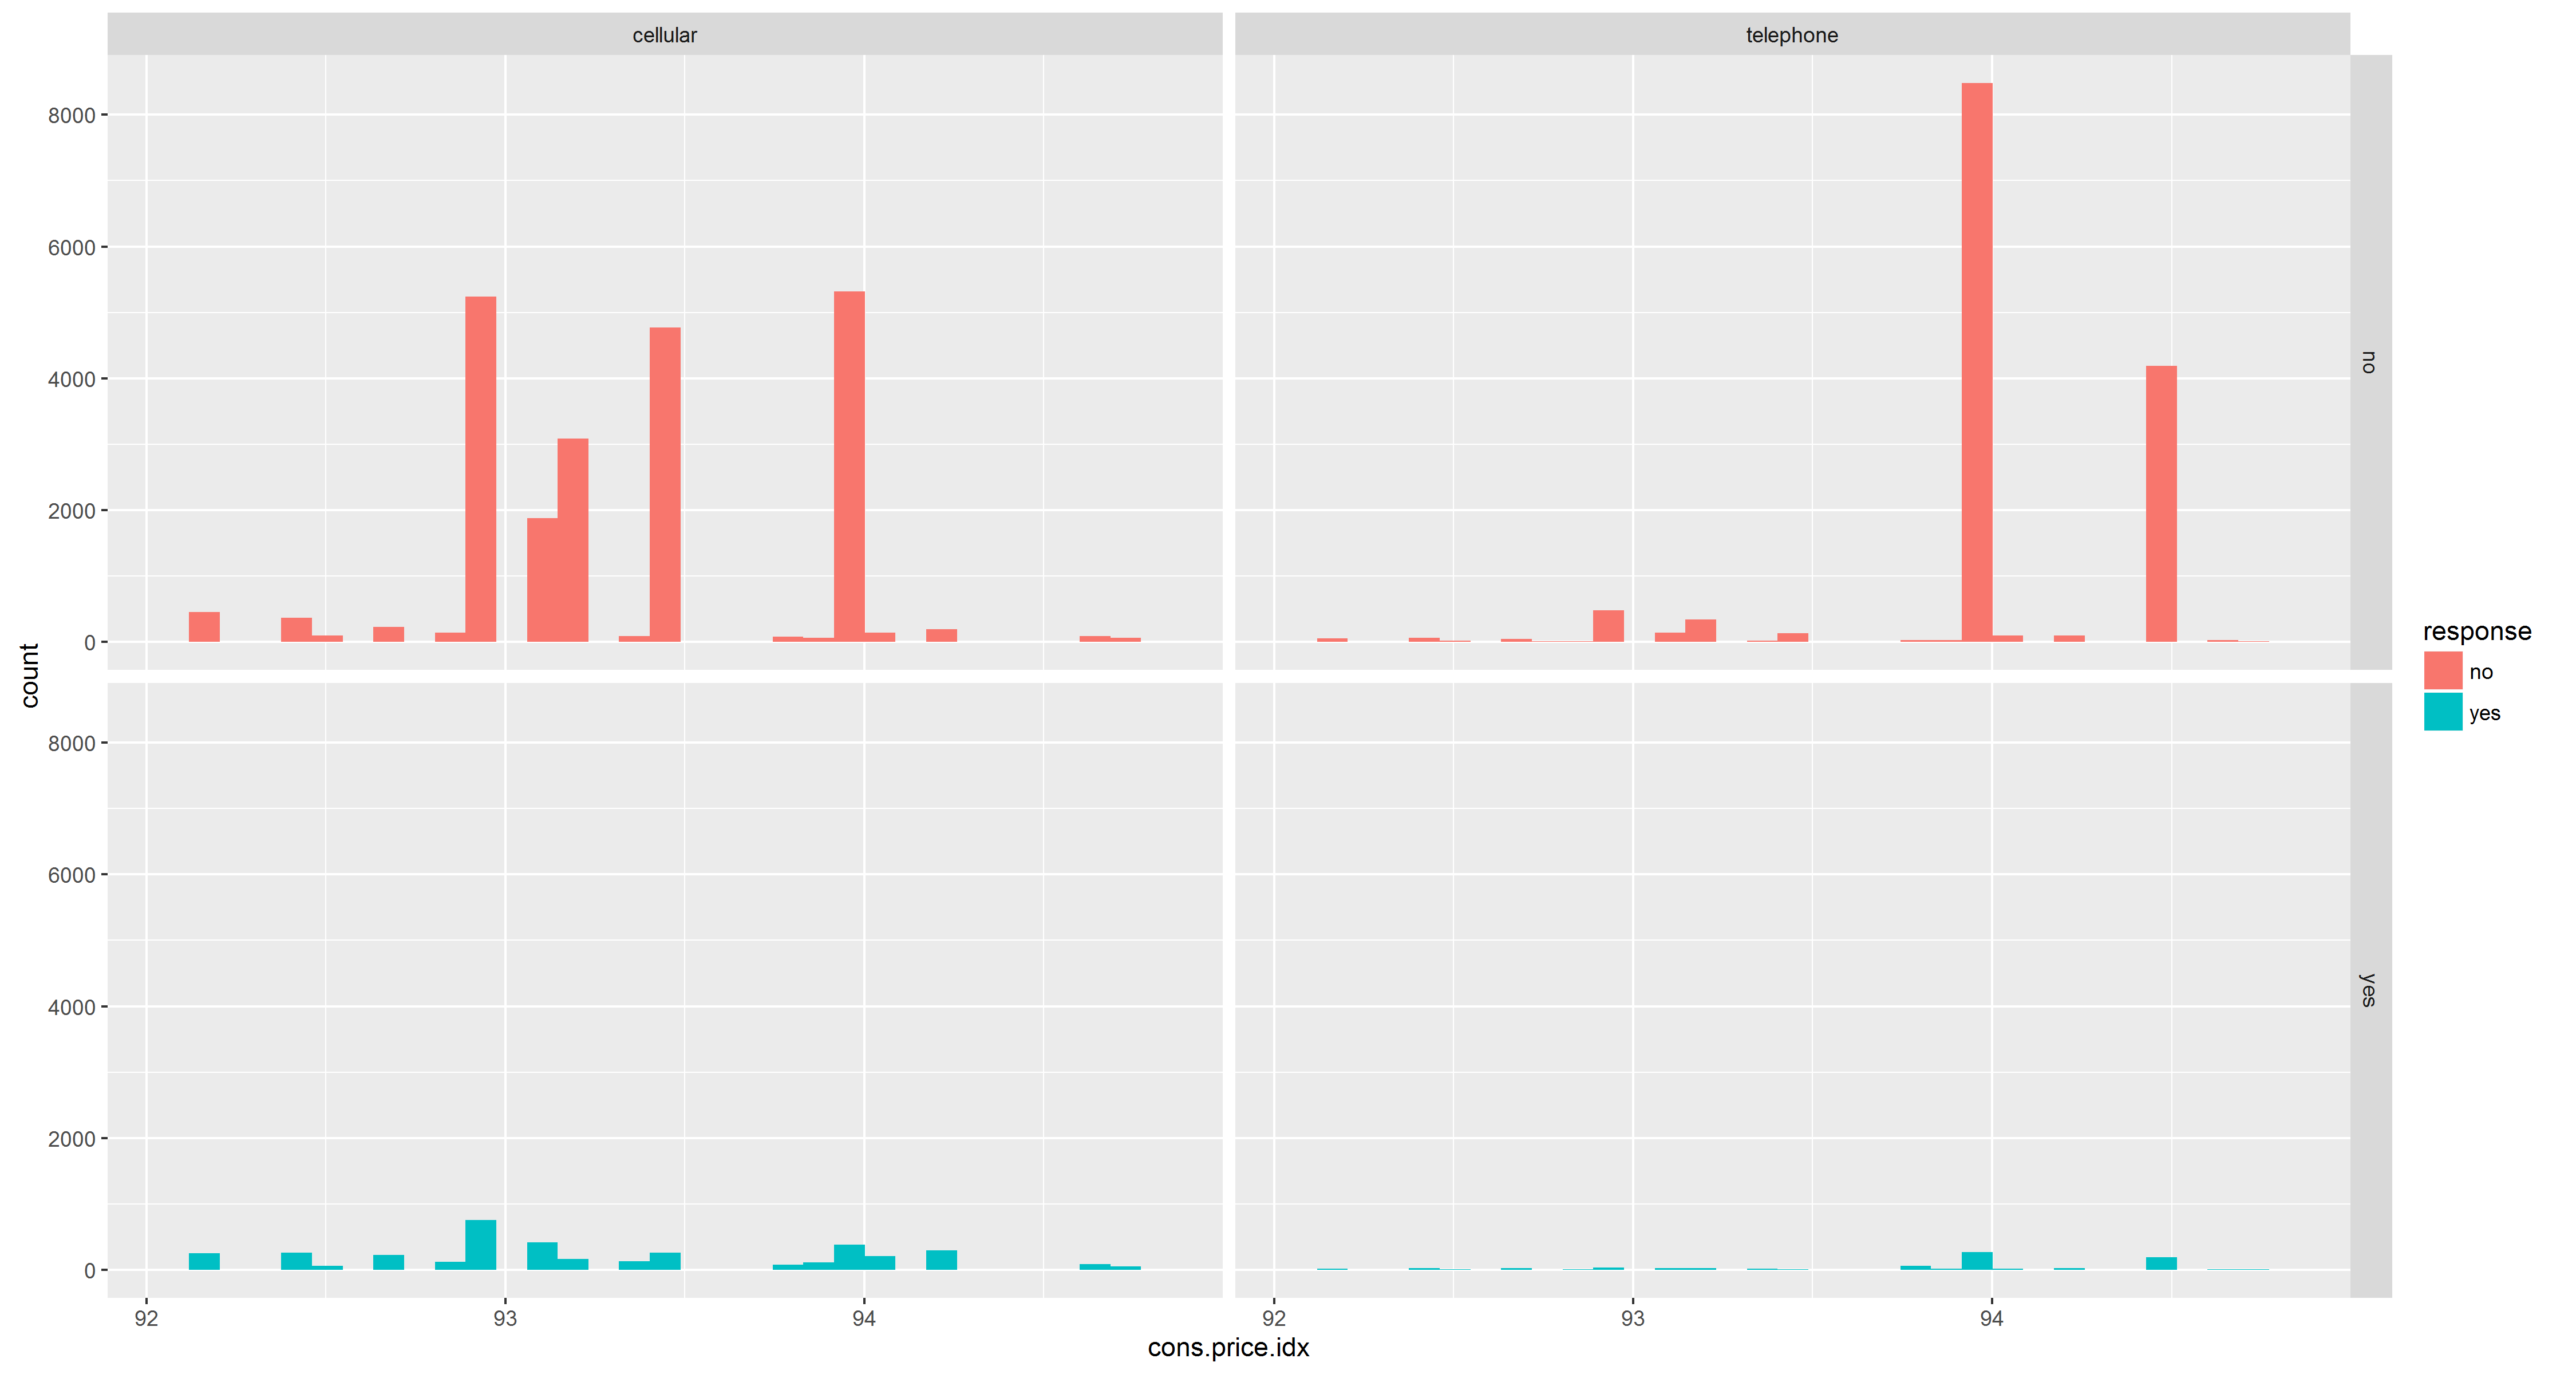 cellular
telephone
8000
6000
4000
2000
0
no
8000
6000
4000
2000
0
yes
count
92
93
94
92
93
94
cons.price.idx
response
no
yes